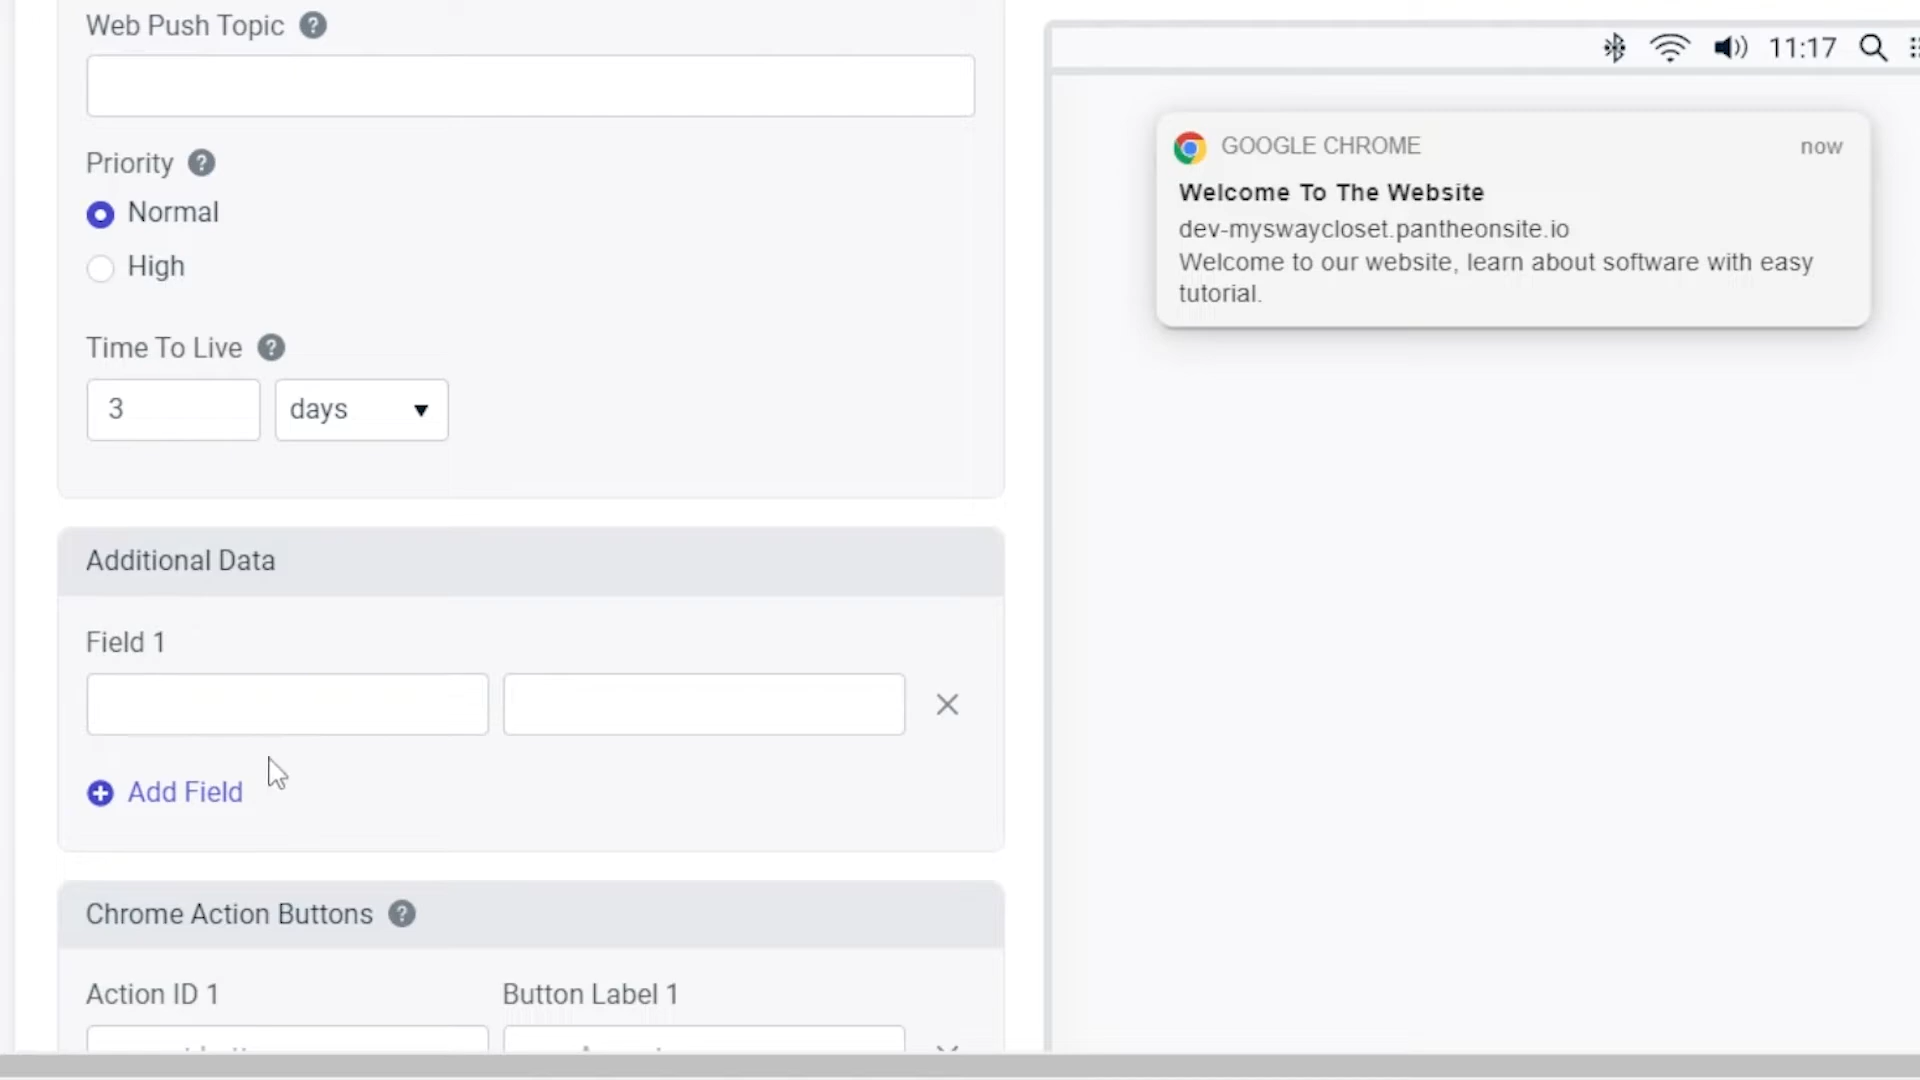 Web Push Topic ?
Priority ?
Normal
High
Time To Live ?
3
days
Additional Data
Field 1
Add Field
Chrome Action Buttons ?
Action ID 1
Button Label 1
11:17
GOOGLE CHROME
now
Welcome To The Website
dev-myswaycloset.pantheonsite.io
Welcome to our website, learn about software with easy
tutorial.